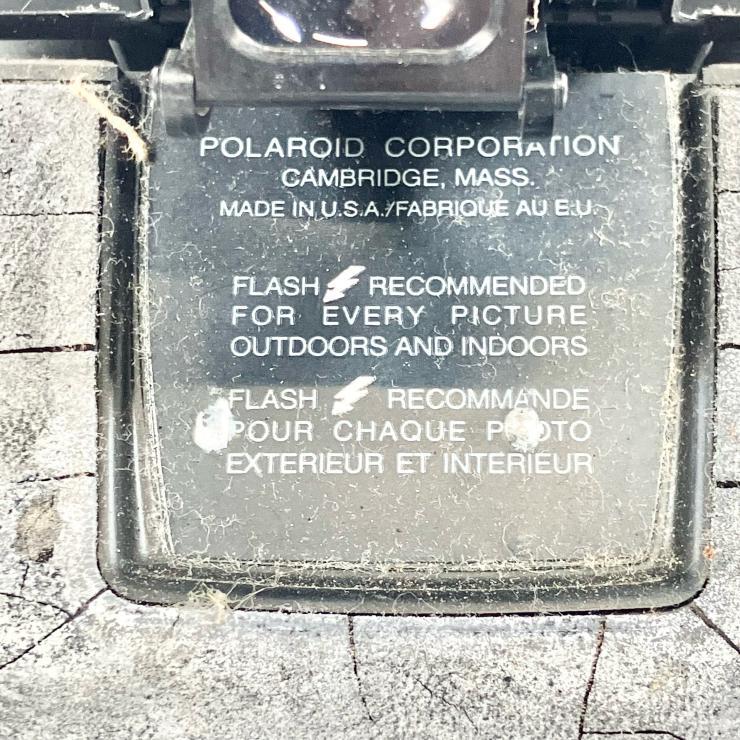 POLAROID CORPORATION
CAMBRIDGE, MASS.
MADE IN U.S.A./FABRIQUE AU E.U.
FLASH RECOMMENDED
FOR EVERY PICTURE
OUTDOORS AND INDOORS
FLASH RECOMMANDE
POUR CHAQUE PHOTO
EXTERIEUR ET INTERIEUR